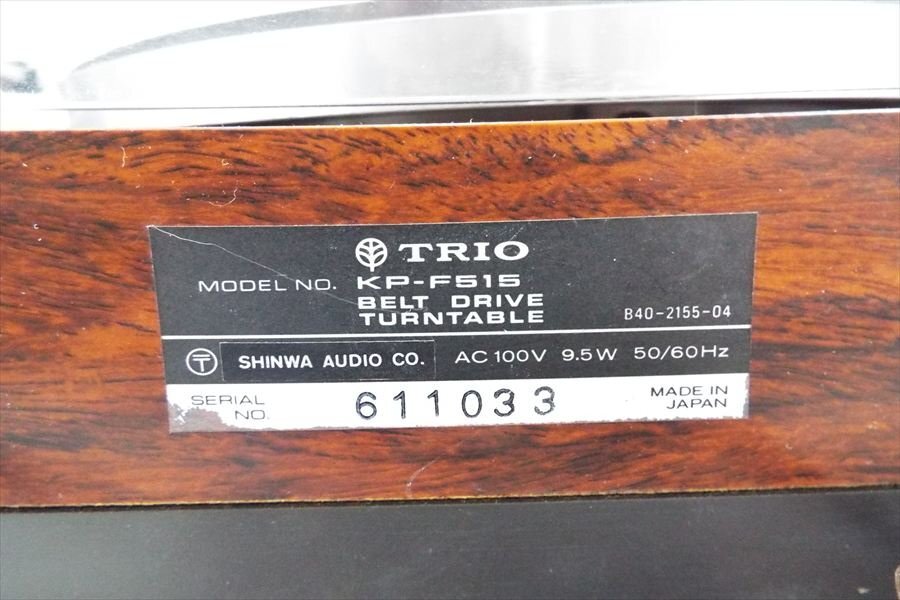 TRIO
MODEL NO. KP-F515
BELT DRIVE
TURNTABLE B40-2155-04
〒 SHINWA AUDIO CO. AC 100V 9.5W 50/60Hz
SERIAL NO. 611033 MADE IN JAPAN